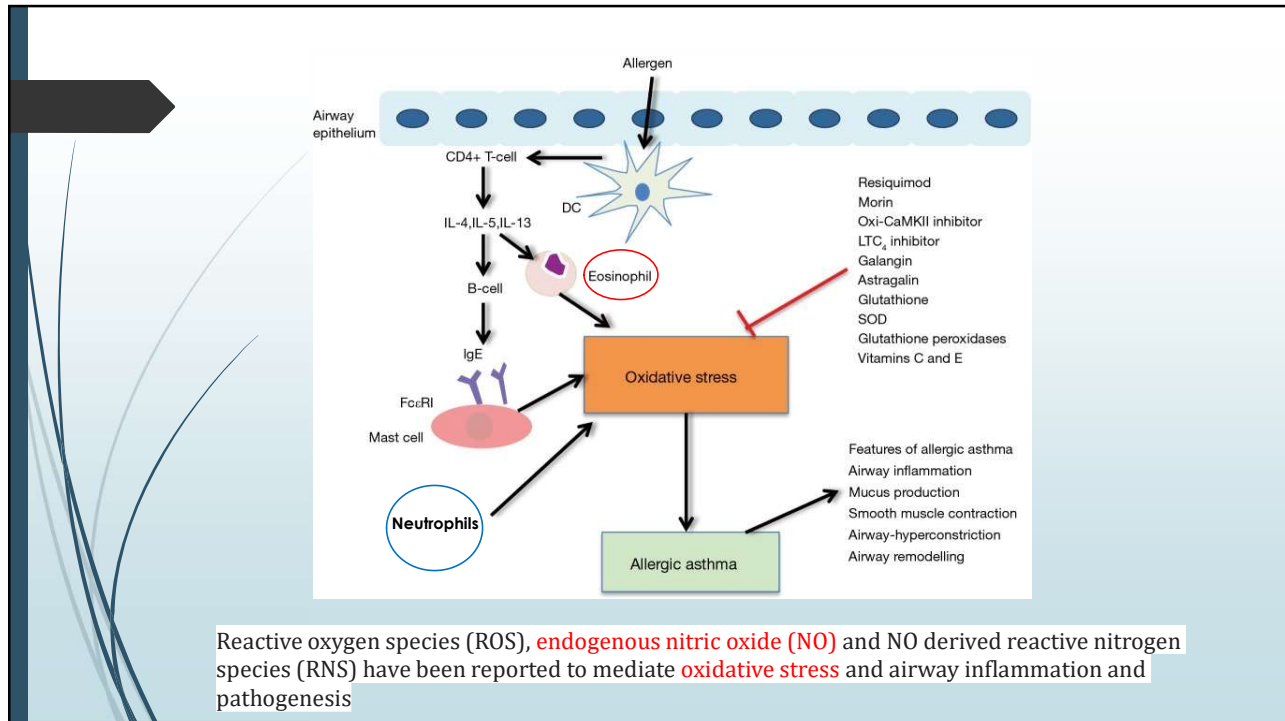 Allergen
Airway
epithelium
CD4+ T-cell
DC
IL-4,IL-5,IL-13
Eosinophil
B-cell
IgE
FcεRI
Mast cell
Neutrophils
Oxidative stress
Resiquimod
Morin
Oxi-CaMKII inhibitor
LTC₄ inhibitor
Galangin
Astragalin
Glutathione
SOD
Glutathione peroxidases
Vitamins C and E
Allergic asthma
Features of allergic asthma
Airway inflammation
Mucus production
Smooth muscle contraction
Airway-hyperconstriction
Airway remodelling
Reactive oxygen species (ROS), endogenous nitric oxide (NO) and NO derived reactive nitrogen
species (RNS) have been reported to mediate oxidative stress and airway inflammation and
pathogenesis